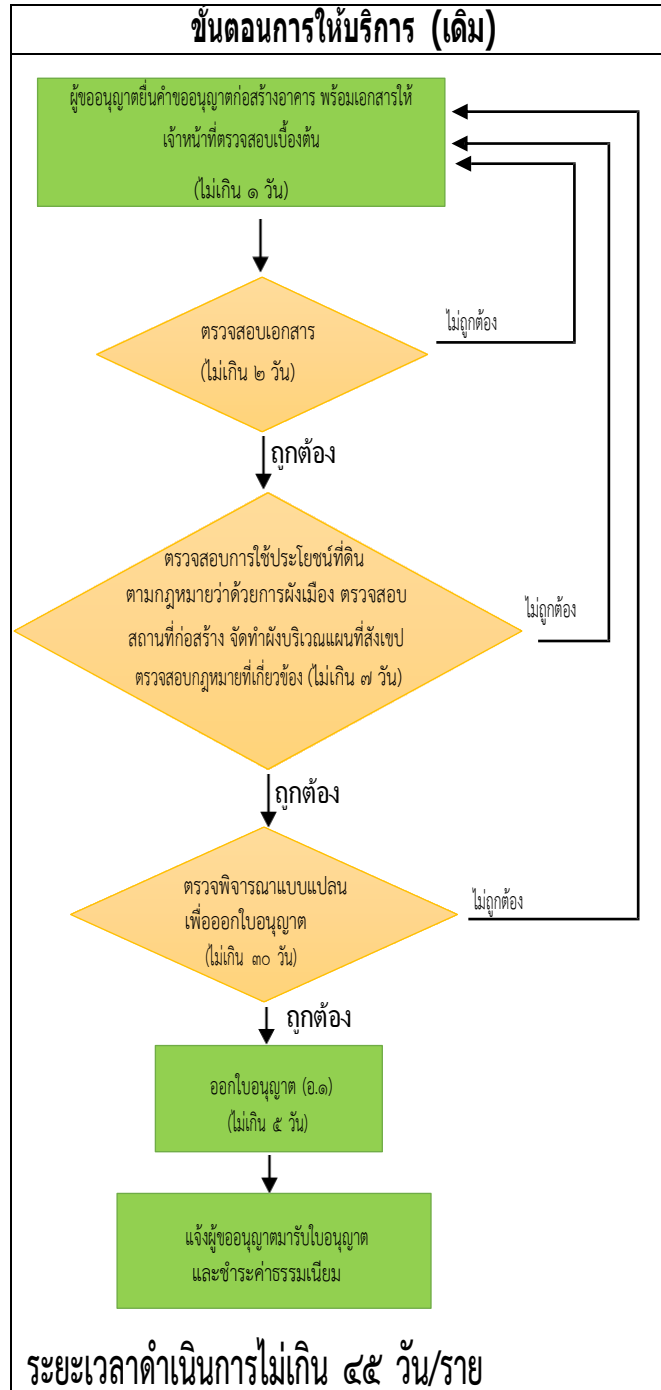 ขั้นตอนการให้บริการ (เดิม)
ผู้ขออนุญาตยื่นคำขออนุญาตก่อสร้างอาคาร พร้อมเอกสารให้
เจ้าหน้าที่ตรวจสอบเบื้องต้น
(ไม่เกิน ๑ วัน)
ตรวจสอบเอกสาร
(ไม่เกิน ๒ วัน)
ไม่ถูกต้อง
ถูกต้อง
ตรวจสอบการใช้ประโยชน์ที่ดิน
ตามกฎหมายว่าด้วยการผังเมือง ตรวจสอบ
สถานที่ก่อสร้าง จัดทำผังบริเวณแผนที่สังเขป
ตรวจสอบกฎหมายที่เกี่ยวข้อง (ไม่เกิน ๗ วัน)
ไม่ถูกต้อง
ถูกต้อง
ตรวจพิจารณาแบบแปลน
เพื่อออกใบอนุญาต
(ไม่เกิน ๓๐ วัน)
ไม่ถูกต้อง
ถูกต้อง
ออกใบอนุญาต (อ.๑)
(ไม่เกิน ๕ วัน)
แจ้งผู้ขออนุญาตมารับใบอนุญาต
และชำระค่าธรรมเนียม
ระยะเวลาดำเนินการไม่เกิน ๔๕ วัน/ราย